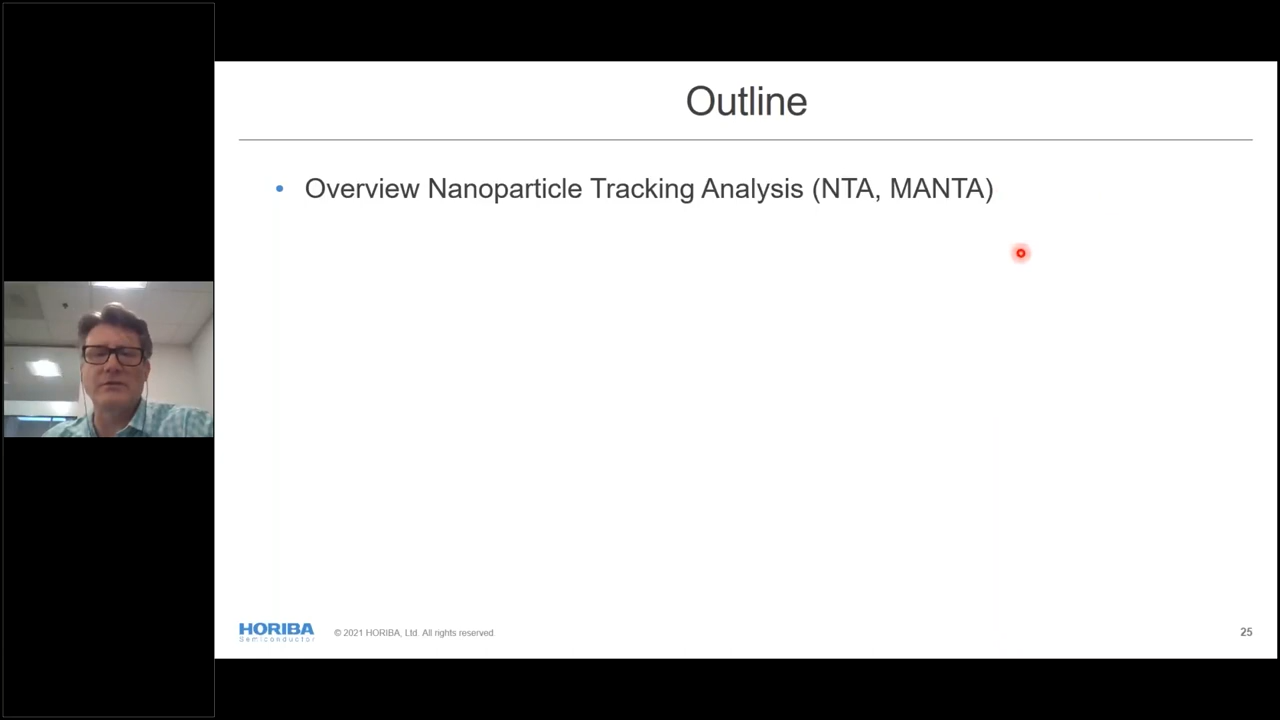 Outline
• Overview Nanoparticle Tracking Analysis (NTA, MANTA)
HORIBA
Semiconductor
© 2021 HORIBA, Ltd. All rights reserved.
25